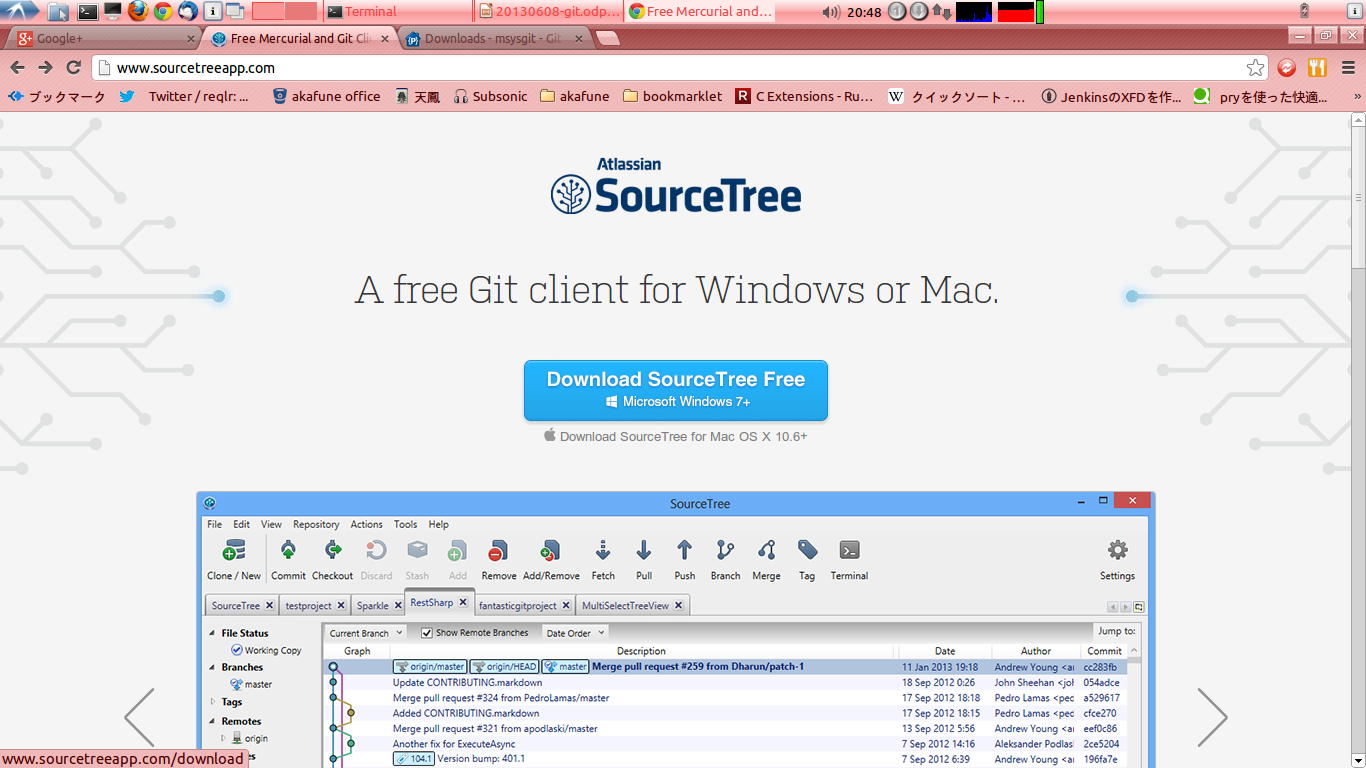 Terminal
20130608-git.odp...
Free Mercurial and...
20:48
Google+
Free Mercurial and Git Cli
Downloads - msysgit - Git
www.sourcetreeapp.com
ブックマーク
Twitter / reqlr: ...
akafune office
天鳳
Subsonic
akafune
bookmarklet
C Extensions - Ru...
クイックソート - ...
JenkinsのXFDを作...
pryを使った快適...
»
Atlassian
SourceTree
A free Git client for Windows or Mac.
Download SourceTree Free
Microsoft Windows 7+
Download SourceTree for Mac OS X 10.6+
SourceTree
File Edit View Repository Actions Tools Help
Clone / New Commit Checkout Discard Stash Add Remove Add/Remove Fetch Pull Push Branch Merge Tag Terminal Settings
SourceTree testproject Sparkle RestSharp fantasticgitproject MultiSelectTreeView
File Status
Working Copy
Branches
master
Tags
Remotes
origin
Current Branch Show Remote Branches Date Order Jump to:
Graph Description Date Author Commit
origin/master origin/HEAD master Merge pull request #259 from Dharun/patch-1 11 Jan 2013 19:18 Andrew Young <ar cc283fb
Update CONTRIBUTING.markdown 18 Sep 2012 0:26 John Sheehan <joh 054adce
Merge pull request #324 from PedroLamas/master 17 Sep 2012 18:18 Pedro Lamas <ped a529617
Added CONTRIBUTING.markdown 17 Sep 2012 18:15 Pedro Lamas <ped cfce270
Merge pull request #321 from apodlaski/master 13 Sep 2012 5:56 Andrew Young <ar eef0c86
Another fix for ExecuteAsync 7 Sep 2012 14:16 Aleksander Podlas 2ce5204
104.1 Version bump: 401.1 7 Sep 2012 6:39 Andrew Young <ar 196fa7e
www.sourcetreeapp.com/download